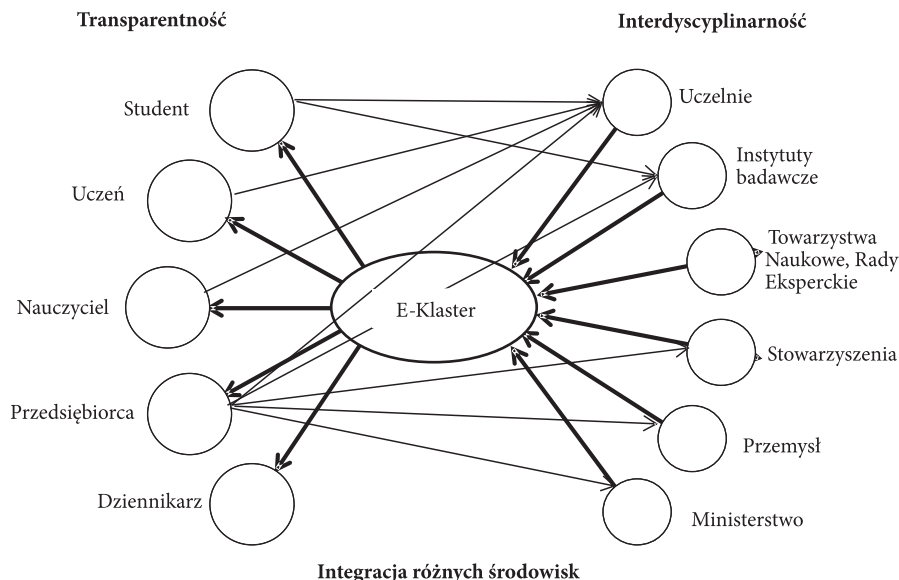 Transparentność
Interdyscyplinarność
Student
Uczelnie
Uczeń
Instytuty
badawcze
Nauczyciel
E-Klaster
Towarzystwa
Naukowe, Rady
Eksperckie
Stowarzyszenia
Przedsiębiorca
Przemysł
Dziennikarz
Ministerstwo
Integracja różnych środowisk